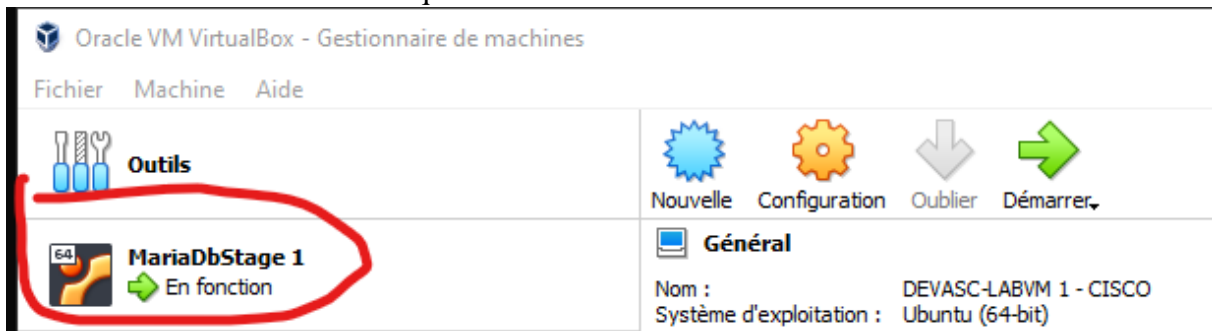 Oracle VM VirtualBox - Gestionnaire de machines
Fichier Machine Aide
Outils
Nouvelle Configuration Oublier Démarrer
64
MariaDbStage 1
En fonction
Général
Nom : DEVASC-LABVM 1 - CISCO
Système d'exploitation : Ubuntu (64-bit)